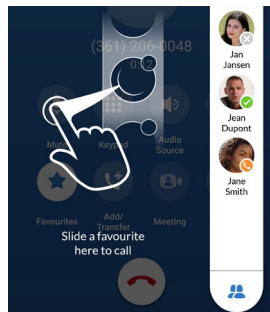 (361) 206-0048
0:12
Mute
Keypad
Audio
Source
Favourites
Add/
Transfer
Meeting
Slide a favourite
here to call
Jan
Jansen
Jean
Dupont
Jane
Smith